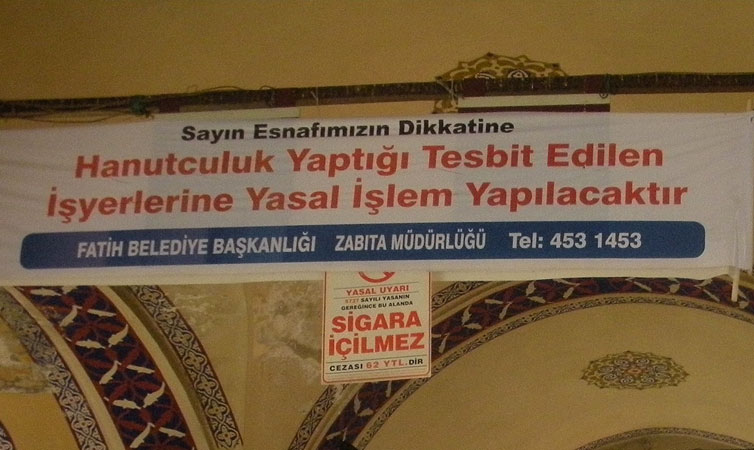 Sayın Esnafımızın Dikkatine
Hanutculuk Yaptığı Tesbit Edilen
İşyerlerine Yasal İşlem Yapılacaktır
FATİH BELEDİYE BAŞKANLIĞI ZABITA MÜDÜRLÜĞÜ Tel: 453 1453
YASAL UYARI
SAYILI YASANIN
GEREĞİNCE BU ALANDA
SİGARA
İÇİLMEZ
CEZASI 62 YTL.DİR